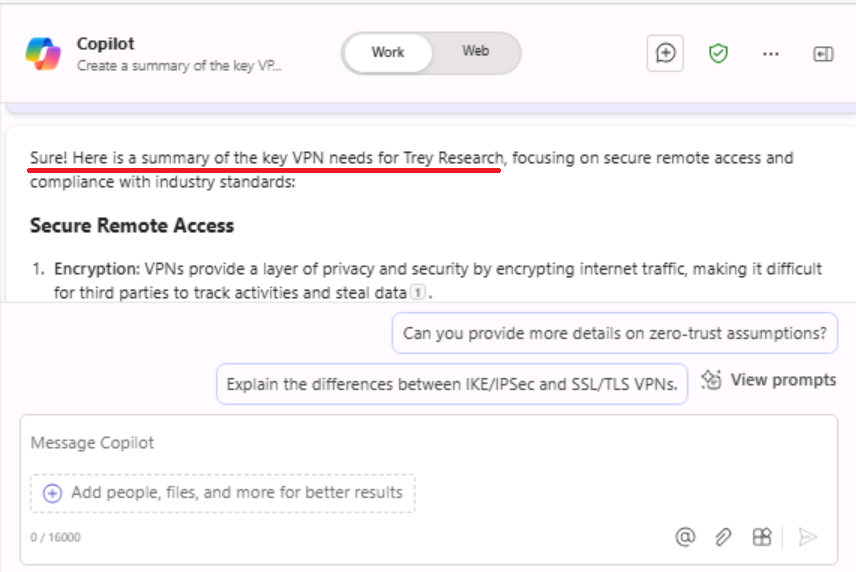 Copilot
Create a summary of the key VP...
Work
Web
Sure! Here is a summary of the key VPN needs for Trey Research, focusing on secure remote access and
compliance with industry standards:
Secure Remote Access
1. Encryption: VPNs provide a layer of privacy and security by encrypting internet traffic, making it difficult
for third parties to track activities and steal data 1 .
Can you provide more details on zero-trust assumptions?
Explain the differences between IKE/IPSec and SSL/TLS VPNs.
View prompts
Message Copilot
Add people, files, and more for better results
0 / 16000